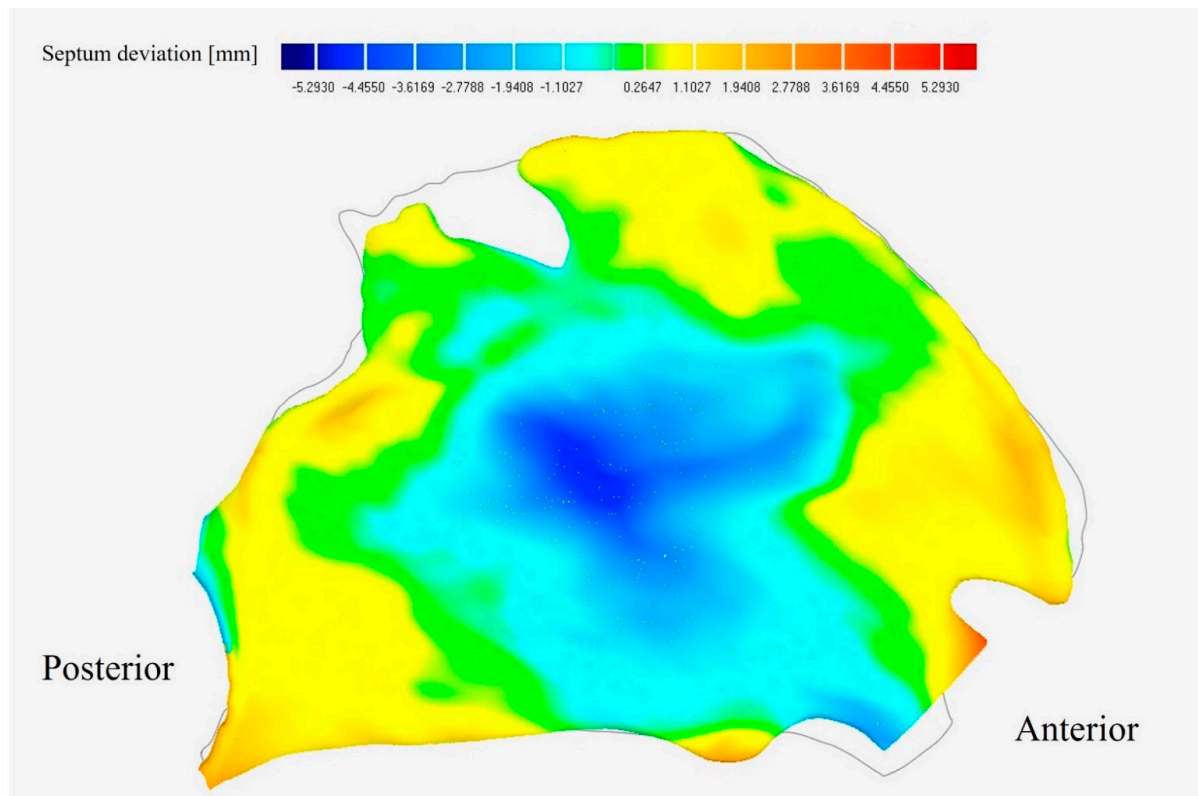 Septum deviation [mm]
-5.2930 -4.4550 -3.6169 -2.7788 -1.9408 -1.1027 0.2647 1.1027 1.9408 2.7788 3.6169 4.4550 5.2930
Posterior
Anterior